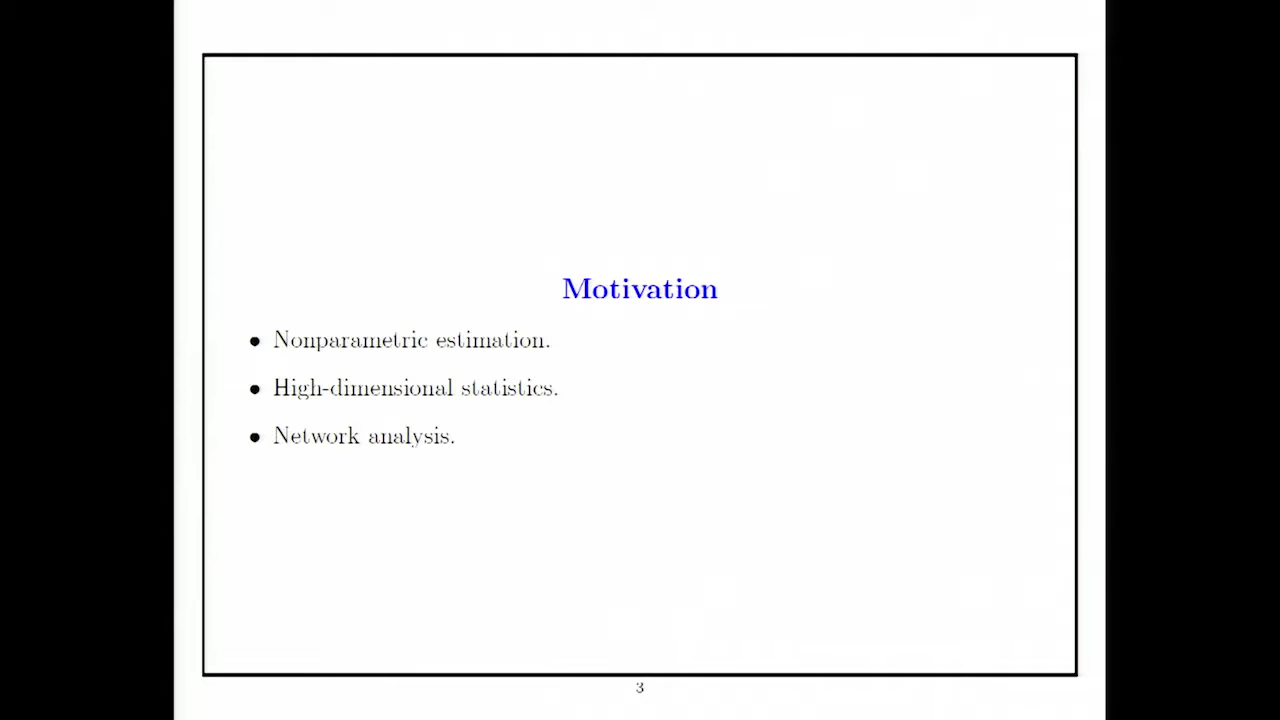 Motivation
• Nonparametric estimation.
• High-dimensional statistics.
• Network analysis.
3